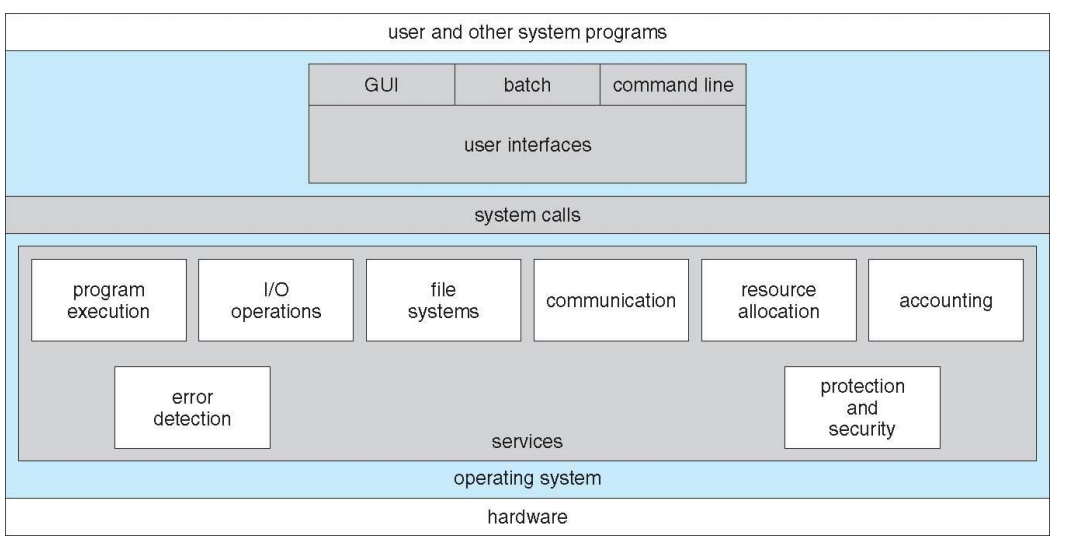 user and other system programs
GUI
batch
command line
user interfaces
system calls
program
execution
I/O
operations
file
systems
communication
resource
allocation
accounting
error
detection
protection
and
security
services
operating system
hardware